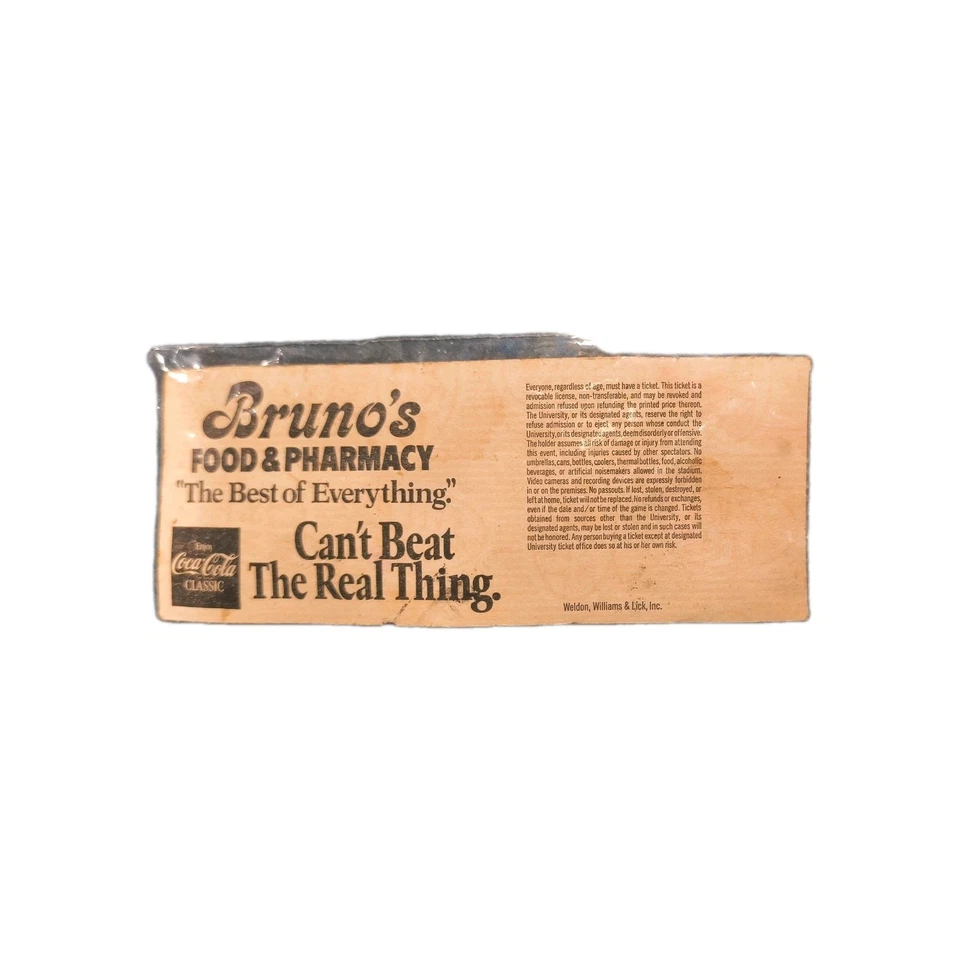 Bruno's
FOOD & PHARMACY
"The Best of Everything."
Enjoy
Coca-Cola
CLASSIC
Can't Beat
The Real Thing.
Everyone, regardless of age, must have a ticket. This ticket is a
revocable license, non-transferable, and may be revoked and
admission refused upon refunding the printed price thereon.
The University, or its designated agents, reserve the right to
refuse admission or to eject any person whose conduct the
University, or its designated agents, deem disorderly or offensive.
The holder assumes all risk of damage or injury from attending
this event, including injuries caused by other spectators. No
umbrellas, cans, bottles, coolers, thermal bottles, food, alcoholic
beverages, or artificial noisemakers allowed in the stadium.
Video cameras and recording devices are expressly forbidden
in or on the premises. No passouts. If lost, stolen, destroyed, or
left at home, ticket will not be replaced. No refunds or exchanges,
even if the date and/or time of the game is changed. Tickets
obtained from sources other than the University, or its
designated agents, may be lost or stolen and in such cases will
not be honored. Any person buying a ticket except at designated
University ticket office does so at his or her own risk.
Weldon, Williams & Lick, Inc.